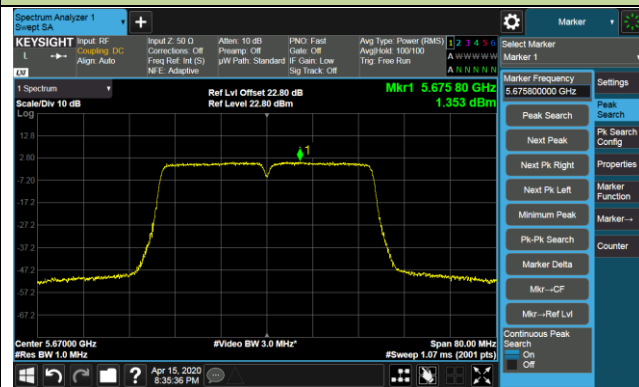 Spectrum Analyzer 1
Swept SA
Marker
KEYSIGHT
Input: RF
Coupling: DC
Align: Auto
Input Z: 50 Ω
Corrections: Off
Freq Ref: Int (S)
NFE: Adaptive
Atten: 10 dB
Preamp: Off
µW Path: Standard
PNO: Fast
Gate: Off
IF Gain: Low
Sig Track: Off
Avg Type: Power (RMS)
Avg|Hold: 100/100
Trig: Free Run
1 2 3 4 5 6
A W W W W W
A N N N N N
L
LXI
Select Marker
Marker 1
1 Spectrum
Scale/Div 10 dB
Log
Ref Lvl Offset 22.80 dB
Ref Level 22.80 dBm
Mkr1 5.675 80 GHz
1.353 dBm
12.8
2.80
-7.20
-17.2
-27.2
-37.2
-47.2
-57.2
-67.2
1
Center 5.67000 GHz
#Res BW 1.0 MHz
#Video BW 3.0 MHz*
Span 80.00 MHz
#Sweep 1.07 ms (2001 pts)
Marker Frequency
5.675800000 GHz
Peak Search
Next Peak
Next Pk Right
Next Pk Left
Minimum Peak
Pk-Pk Search
Marker Delta
Mkr→CF
Mkr→Ref Lvl
Continuous Peak
Search
On
Off
Settings
Peak
Search
Pk Search
Config
Properties
Marker
Function
Marker→
Counter
Apr 15, 2020
8:35:36 PM